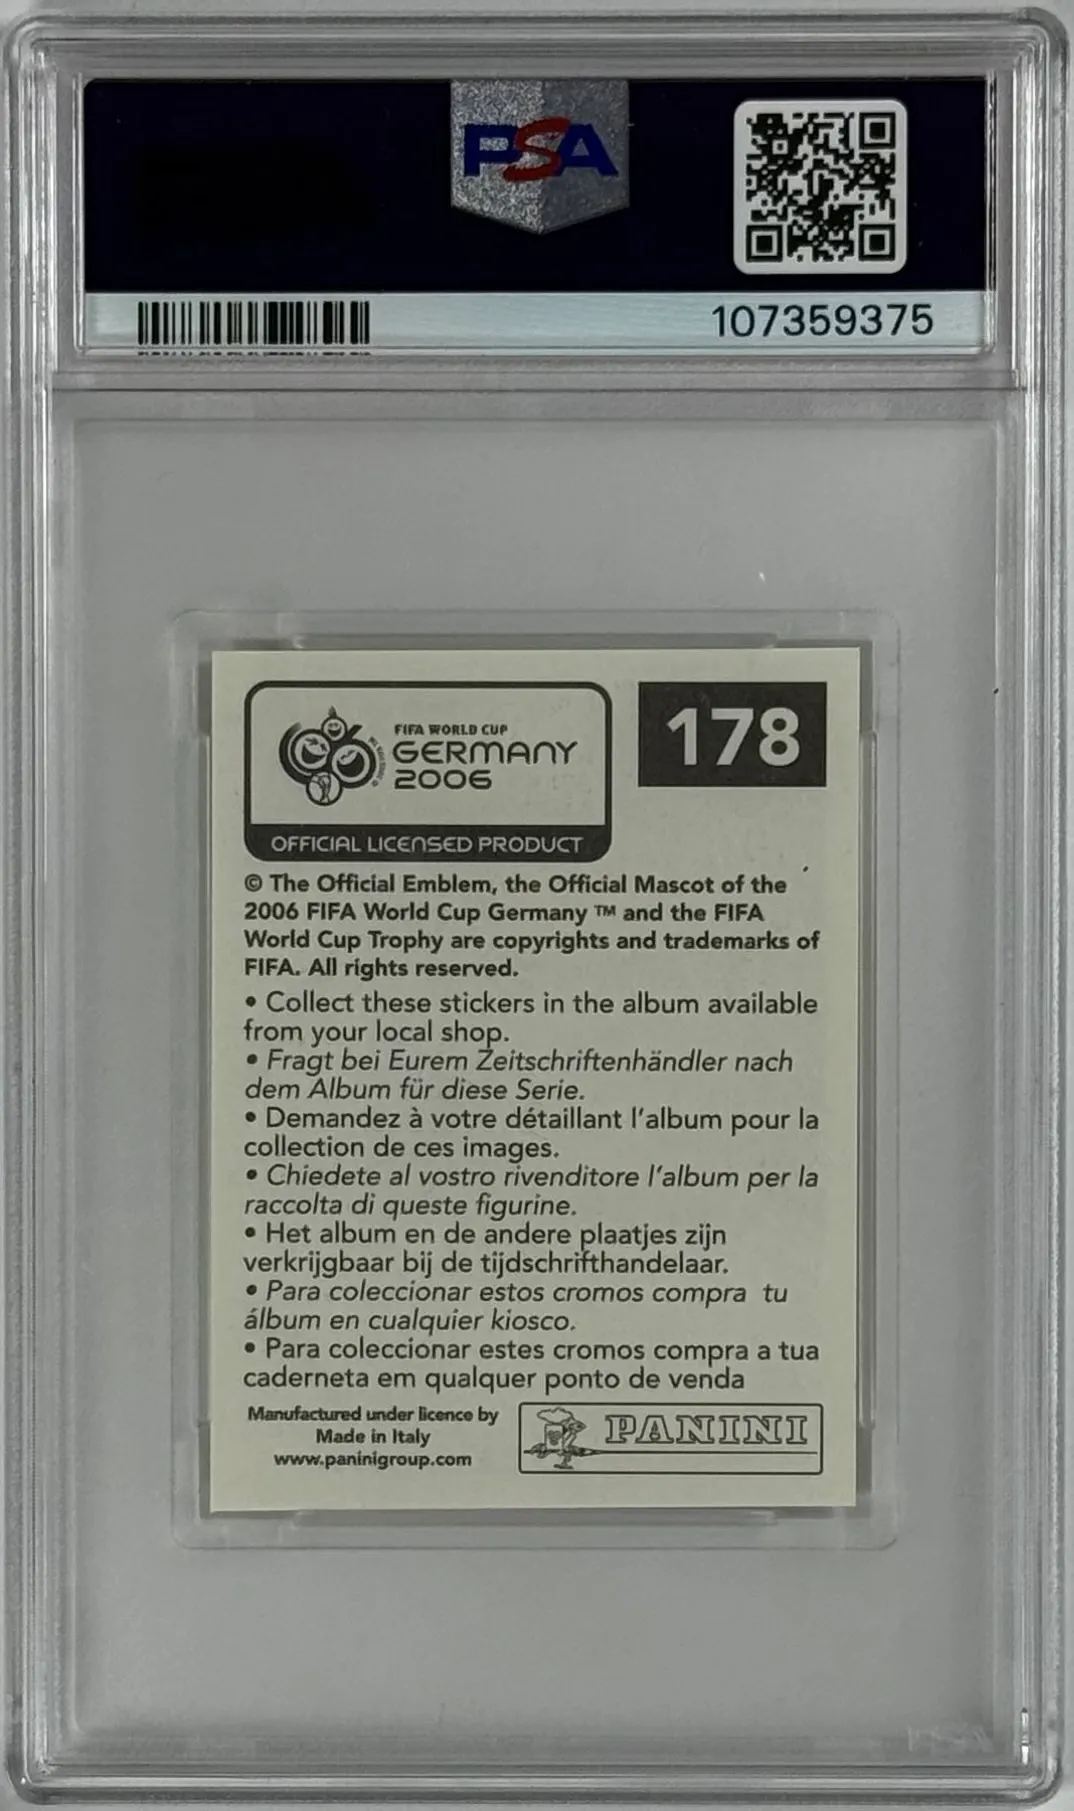 PSA
107359375
FIFA WORLD CUP
GERMANY
2006
OFFICIAL LICENSED PRODUCT
178
© The Official Emblem, the Official Mascot of the
2006 FIFA World Cup Germany ™ and the FIFA
World Cup Trophy are copyrights and trademarks of
FIFA. All rights reserved.
• Collect these stickers in the album available
from your local shop.
• Fragt bei Eurem Zeitschriftenhändler nach
dem Album für diese Serie.
• Demandez à votre détaillant l'album pour la
collection de ces images.
• Chiedete al vostro rivenditore l'album per la
raccolta di queste figurine.
• Het album en de andere plaatjes zijn
verkrijgbaar bij de tijdschrifthandelaar.
• Para coleccionar estos cromos compra tu
álbum en cualquier kiosco.
• Para coleccionar estes cromos compra a tua
caderneta em qualquer ponto de venda
Manufactured under licence by
Made in Italy
www.paninigroup.com
PANINI